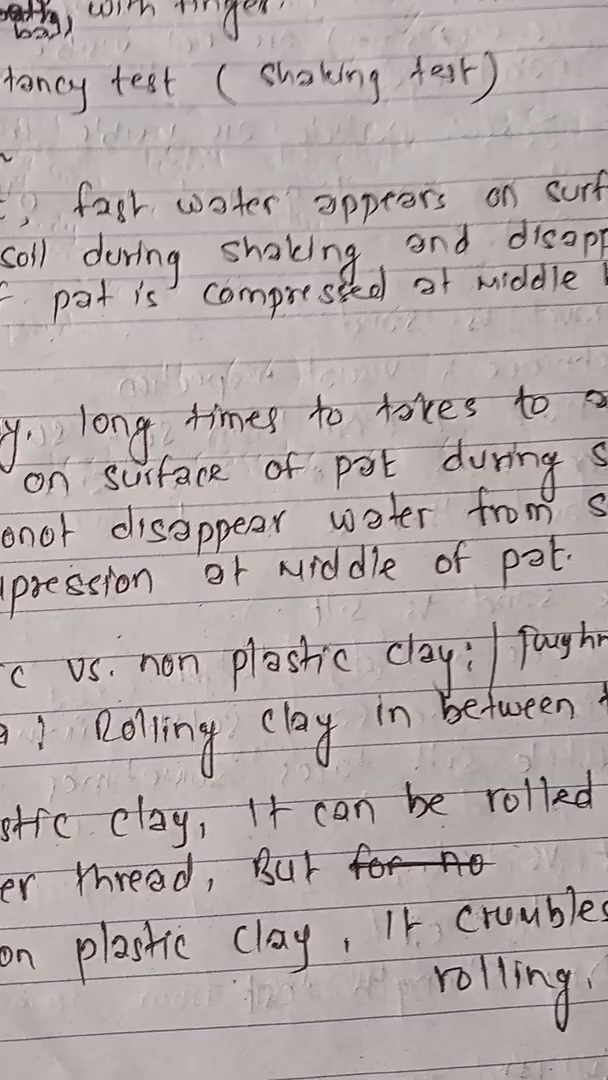 with finger.
tancy test ( shaking test)
, fast water appears on surf
soil during shaking and disapp
pat is compressed at middle
y. long times to takes to a
on surface of pat during s
onot disappear water from s
pression at middle of pat.
c vs. non plastic clay: / Toughn
Rolling clay in between t
stic clay, It can be rolled
er thread, But for no
on plastic clay, It crumbles
rolling.